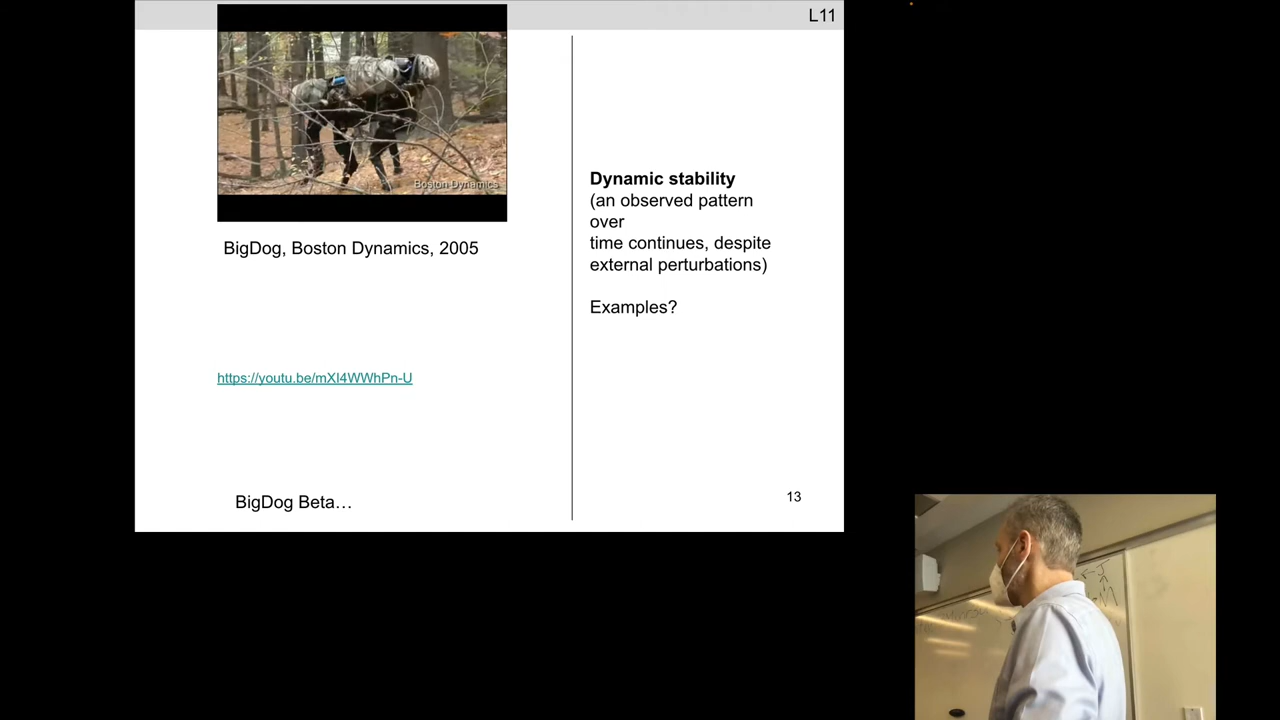 L11
Boston Dynamics
BigDog, Boston Dynamics, 2005
https://youtu.be/mXI4WWhPn-U
BigDog Beta…
Dynamic stability
(an observed pattern
over
time continues, despite
external perturbations)
Examples?
13